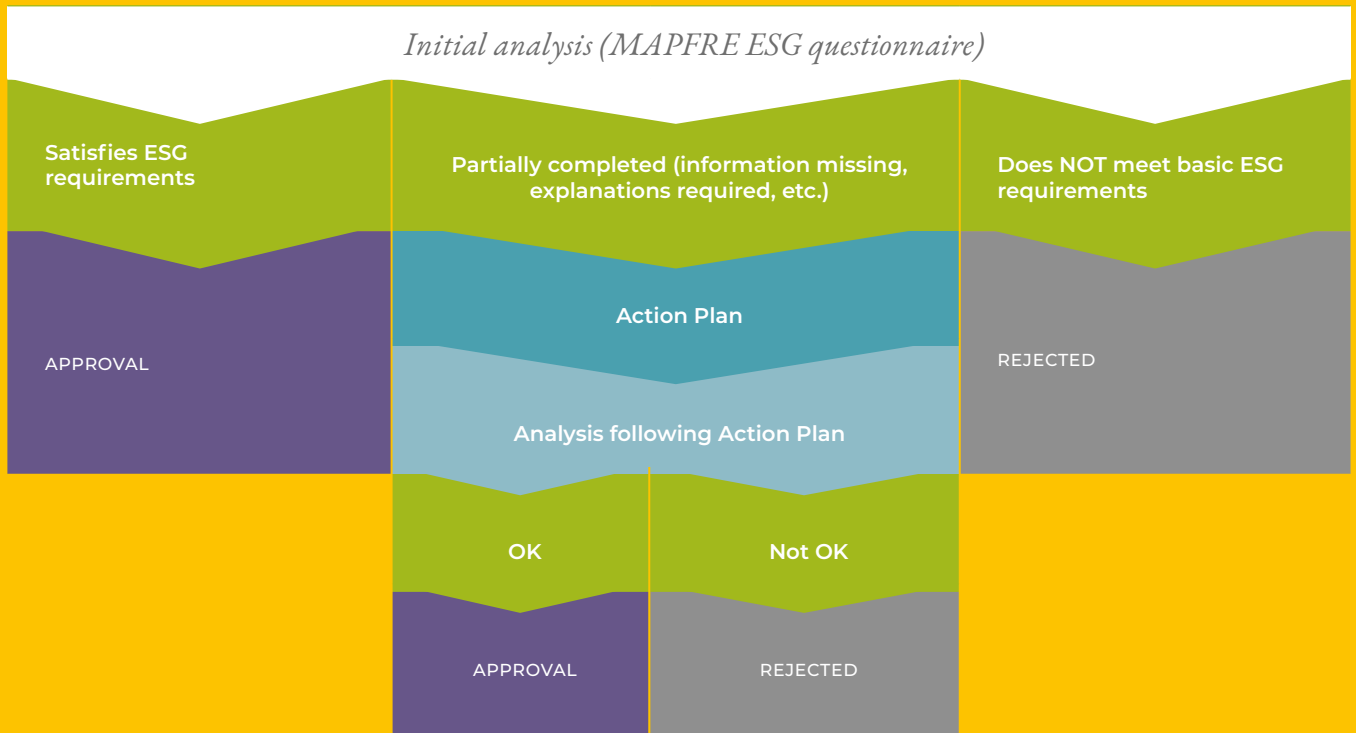 Initial analysis (MAPFRE ESG questionnaire)
Satisfies ESG
requirements
Partially completed (information missing,
explanations required, etc.)
Does NOT meet basic ESG
requirements
Action Plan
APPROVAL
REJECTED
Analysis following Action Plan
OK
Not OK
APPROVAL
REJECTED